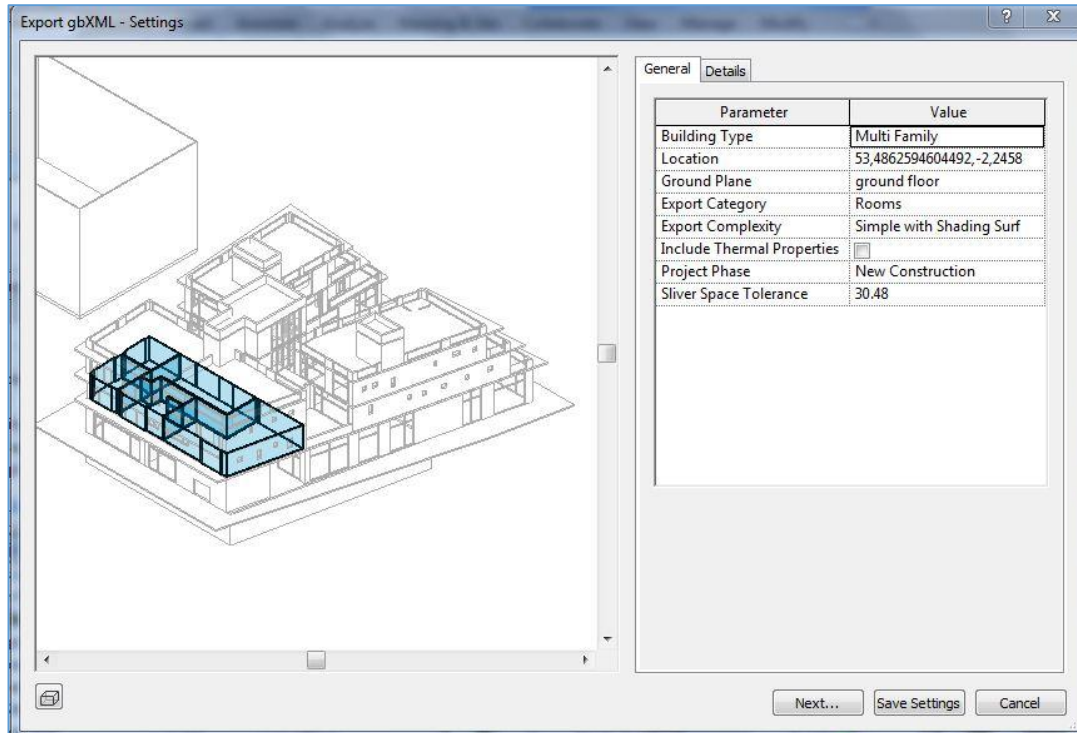 Export gbXML - Settings
General Details
Parameter Value
Building Type Multi Family
Location 53,4862594604492,-2,2458
Ground Plane ground floor
Export Category Rooms
Export Complexity Simple with Shading Surf
Include Thermal Properties
Project Phase New Construction
Sliver Space Tolerance 30.48
Next... Save Settings Cancel